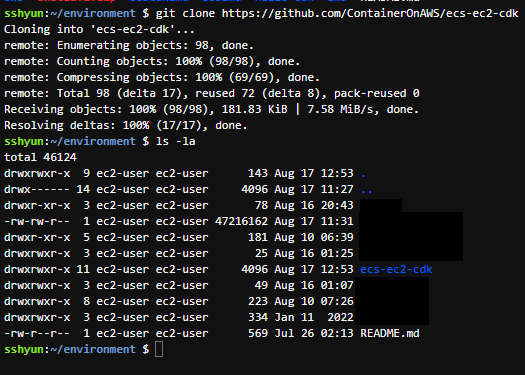 sshyun:~/environment $ git clone https://github.com/ContainerOnAWS/ecs-ec2-cdk
Cloning into 'ecs-ec2-cdk'...
remote: Enumerating objects: 98, done.
remote: Counting objects: 100% (98/98), done.
remote: Compressing objects: 100% (69/69), done.
remote: Total 98 (delta 17), reused 72 (delta 8), pack-reused 0
Receiving objects: 100% (98/98), 181.83 KiB | 7.58 MiB/s, done.
Resolving deltas: 100% (17/17), done.
sshyun:~/environment $ ls -la
total 46124
drwxrwxr-x  9 ec2-user ec2-user      143 Aug 17 12:53 .
drwx------ 14 ec2-user ec2-user     4096 Aug 17 11:27 ..
drwxr-xr-x  3 ec2-user ec2-user       78 Aug 16 20:43
-rw-rw-r--  1 ec2-user ec2-user 47216162 Aug 17 11:31
drwxr-xr-x  5 ec2-user ec2-user      181 Aug 10 06:39
drwxrwxr-x  3 ec2-user ec2-user       25 Aug 16 01:25
drwxrwxr-x 11 ec2-user ec2-user     4096 Aug 17 12:53 ecs-ec2-cdk
drwxrwxr-x  3 ec2-user ec2-user       49 Aug 16 01:07
drwxrwxr-x  8 ec2-user ec2-user      223 Aug 10 07:26
drwxrwxr-x  3 ec2-user ec2-user      334 Jan 11  2022
-rw-r--r--  1 ec2-user ec2-user      569 Jul 26 02:13 README.md
sshyun:~/environment $